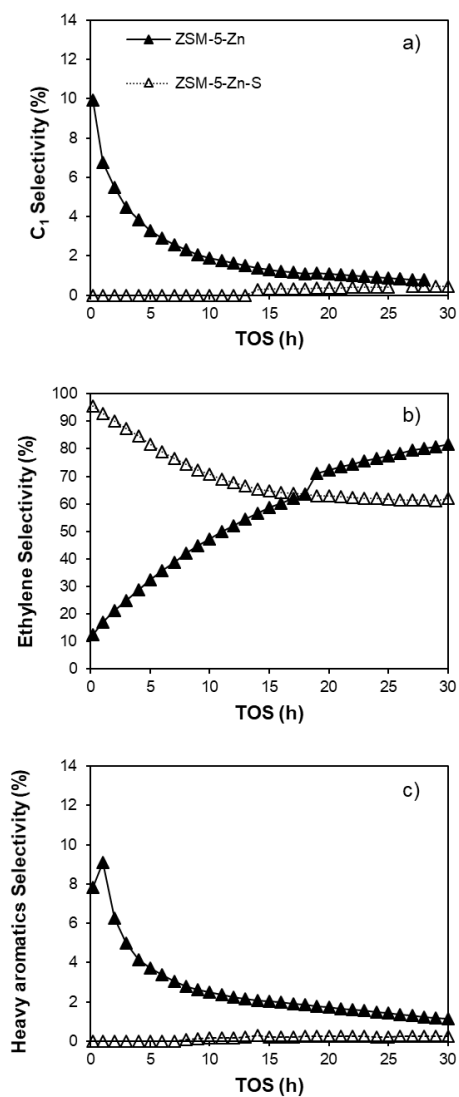 14
12
10
8
6
4
2
0
C₁ Selectivity (%)
ZSM-5-Zn
ZSM-5-Zn-S
a)
0 5 10 15 20 25 30
TOS (h)
100
90
80
70
60
50
40
30
20
10
0
Ethylene Selectivity (%)
b)
0 5 10 15 20 25 30
TOS (h)
14
12
10
8
6
4
2
0
Heavy aromatics Selectivity (%)
c)
0 5 10 15 20 25 30
TOS (h)